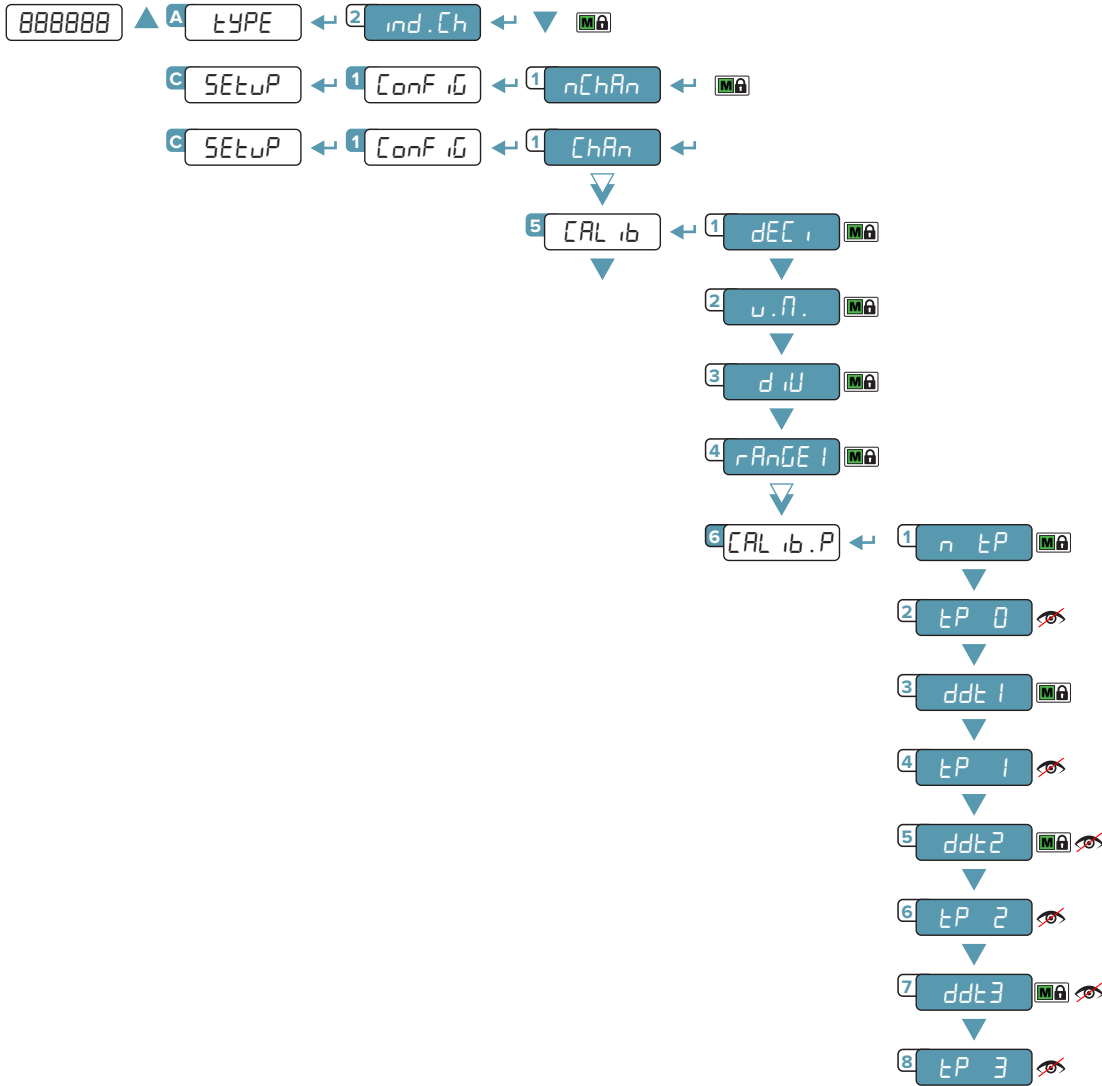 888888 A tYPE 2 ind.Ch M
C SEtuP 1 ConFiG 1 nChAn M
C SEtuP 1 ConFiG 1 ChAn
5 CALib 1 dECi M
2 u.M. M
3 diV M
4 rAnGE1 M
6 CALib.P 1 n tP M
2 tP 0
3 ddt1 M
4 tP 1
5 ddt2 M
6 tP 2
7 ddt3 M
8 tP 3